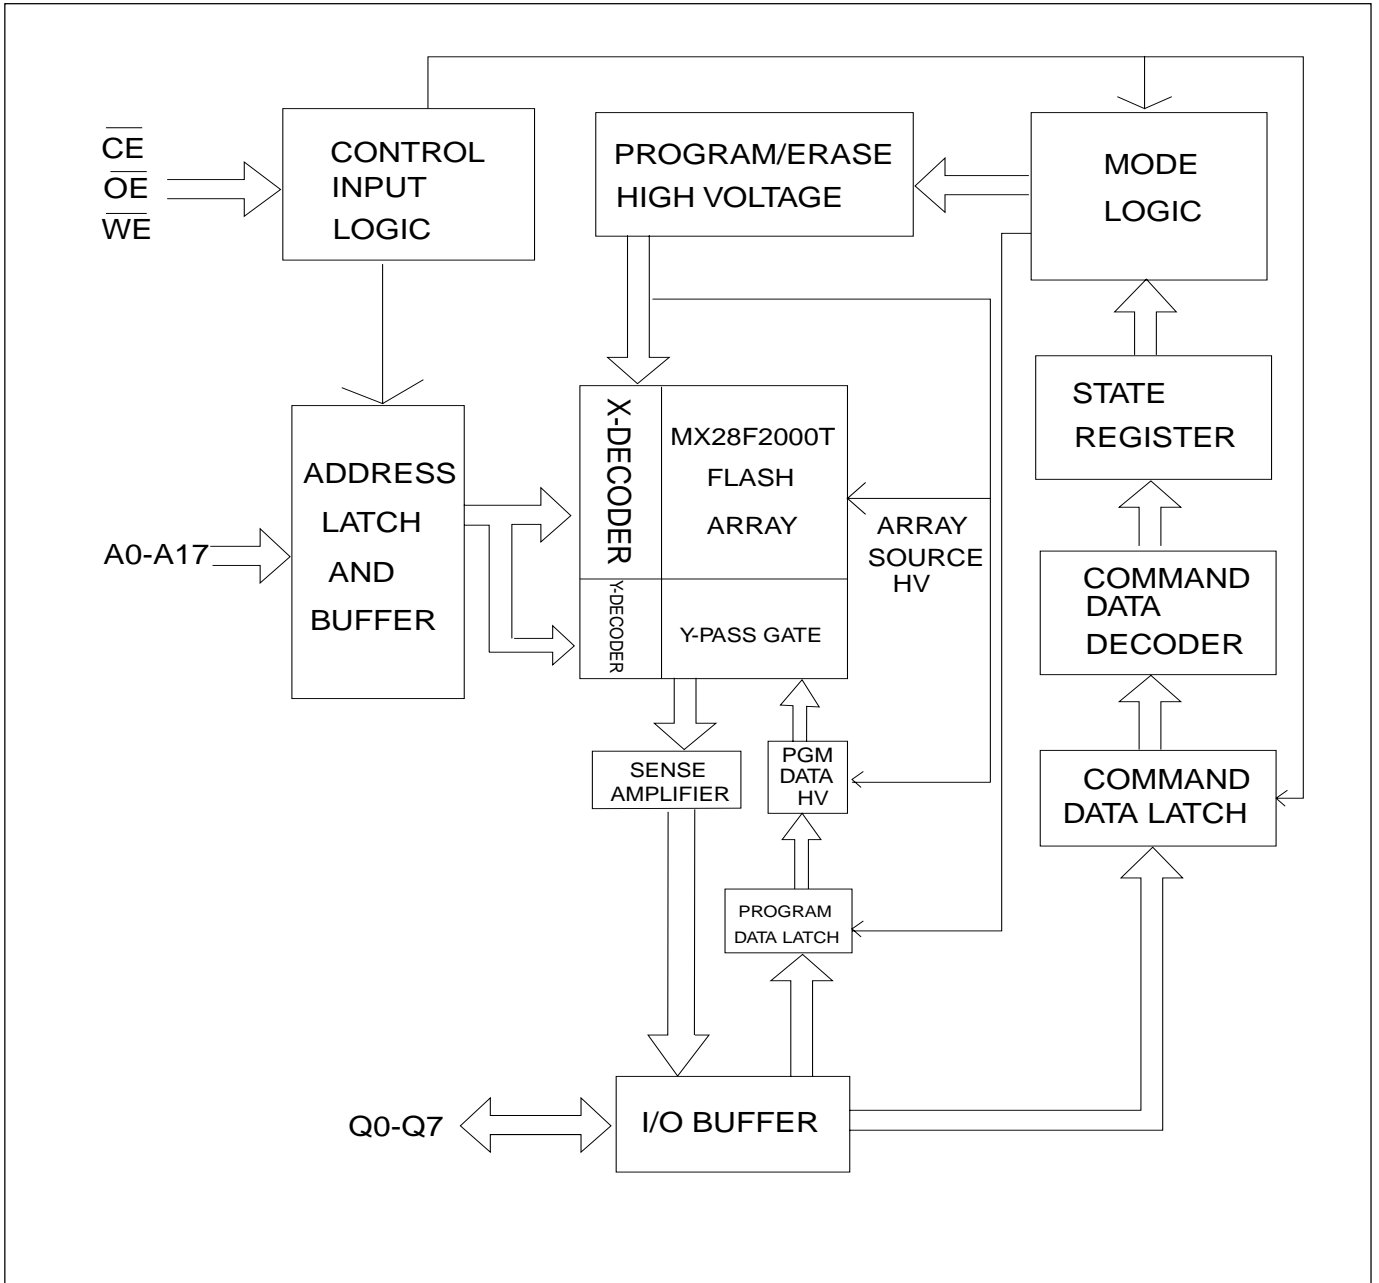 CE
OE
WE
CONTROL
INPUT
LOGIC
PROGRAM/ERASE
HIGH VOLTAGE
MODE
LOGIC
STATE
REGISTER
COMMAND
DATA
DECODER
COMMAND
DATA LATCH
A0-A17
ADDRESS
LATCH
AND
BUFFER
X-DECODER
MX28F2000T
FLASH
ARRAY
Y-DECODER
Y-PASS GATE
ARRAY
SOURCE
HV
SENSE
AMPLIFIER
PGM
DATA
HV
PROGRAM
DATA LATCH
Q0-Q7
I/O BUFFER